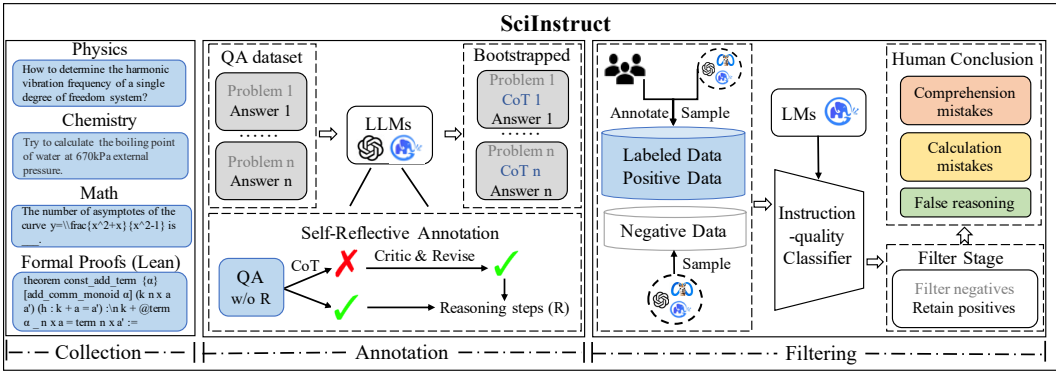 SciInstruct
Physics
How to determine the harmonic
vibration frequency of a single
degree of freedom system?
Chemistry
Try to calculate the boiling point
of water at 670kPa external
pressure.
Math
The number of asymptotes of the
curve y=\\frac{x^2+x}{x^2-1} is
___.
Formal Proofs (Lean)
theorem const_add_term {α}
[add_comm_monoid α] (k n x a
a') (h : k + a = a') :\n k + @term
α _ n x a = term n x a' :=
Collection
QA dataset
Problem 1
Answer 1
......
Problem n
Answer n
LLMs
Bootstrapped
Problem 1
CoT 1
Answer 1
......
Problem n
CoT n
Answer n
Self-Reflective Annotation
QA
w/o R
CoT
Critic & Revise
Reasoning steps (R)
Annotation
Annotate
Sample
Labeled Data
Positive Data
Negative Data
Sample
LMs
Instruction
-quality
Classifier
Human Conclusion
Comprehension
mistakes
Calculation
mistakes
False reasoning
Filter Stage
Filter negatives
Retain positives
Filtering